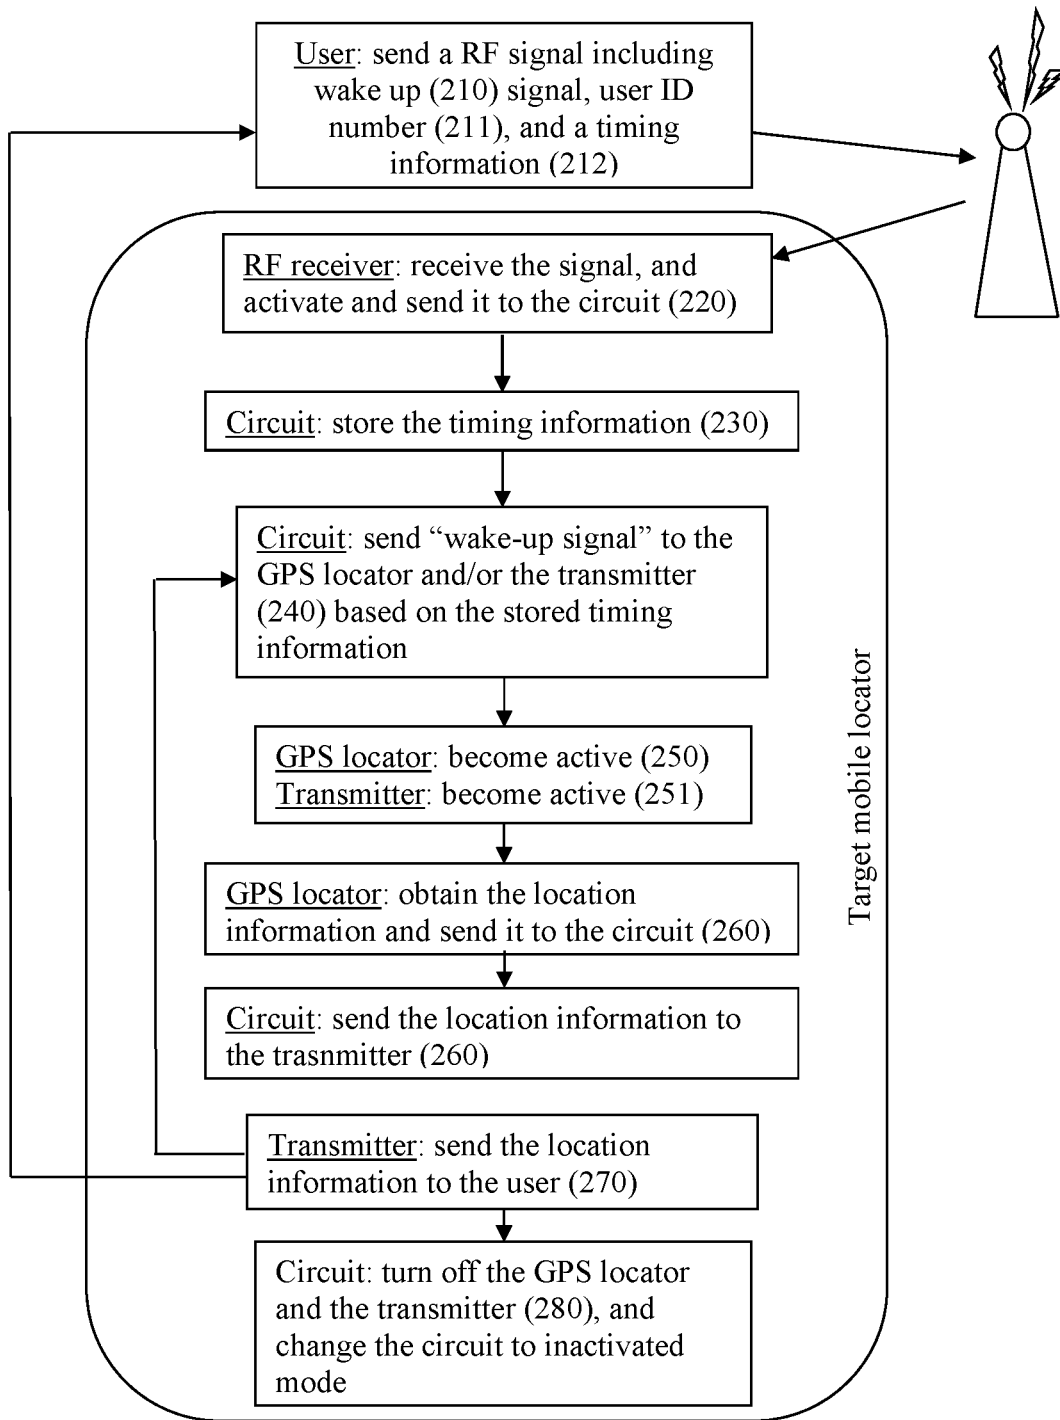 User: send a RF signal including
wake up (210) signal, user ID
number (211), and a timing
information (212)
RF receiver: receive the signal, and
activate and send it to the circuit (220)
Circuit: store the timing information (230)
Circuit: send “wake-up signal” to the
GPS locator and/or the transmitter
(240) based on the stored timing
information
GPS locator: become active (250)
Transmitter: become active (251)
GPS locator: obtain the location
information and send it to the circuit (260)
Circuit: send the location information to
the trasnmitter (260)
Transmitter: send the location
information to the user (270)
Circuit: turn off the GPS locator
and the transmitter (280), and
change the circuit to inactivated
mode
Target mobile locator